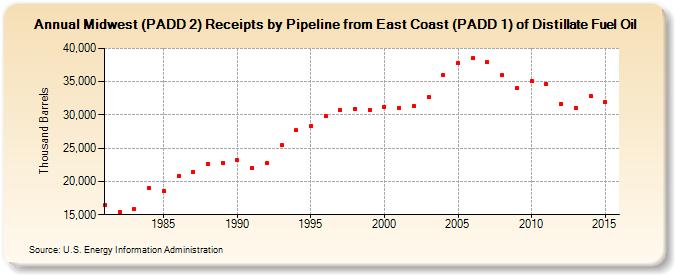 Annual Midwest (PADD 2) Receipts by Pipeline from East Coast (PADD 1) of Distillate Fuel Oil
Thousand Barrels
40,000
35,000
30,000
25,000
20,000
15,000
1985 1990 1995 2000 2005 2010 2015
Source: U.S. Energy Information Administration